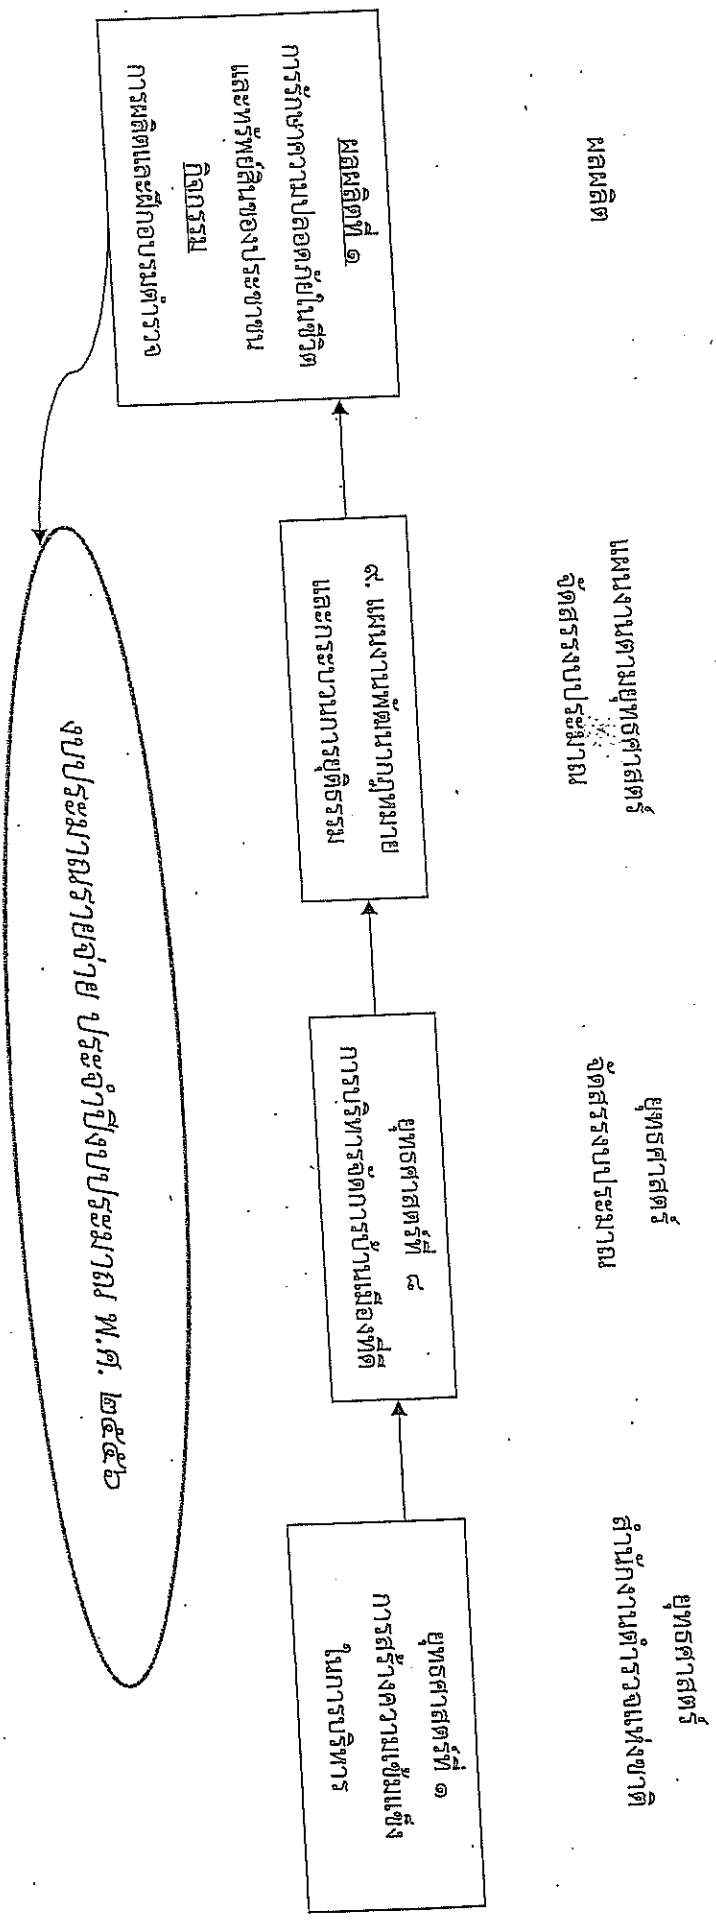 ผลผลิต
แผนงานตามยุทธศาสตร์
จัดสรรงบประมาณ
ยุทธศาสตร์
จัดสรรงบประมาณ
ยุทธศาสตร์
สำนักงานตำรวจแห่งชาติ
ผลผลิตที่ ๑
การรักษาความปลอดภัยในชีวิต
และทรัพย์สินของประชาชน
กิจกรรม
การผลิตและฝึกอบรมตำรวจ
๙. แผนงานพัฒนากฎหมาย
และกระบวนการยุติธรรม
ยุทธศาสตร์ที่ ๘
การบริหารจัดการบ้านเมืองที่ดี
ยุทธศาสตร์ที่ ๑
การสร้างความเข้มแข็ง
ในการบริหาร
งบประมาณรายจ่าย ประจำปีงบประมาณ พ.ศ. ๒๕๕๖